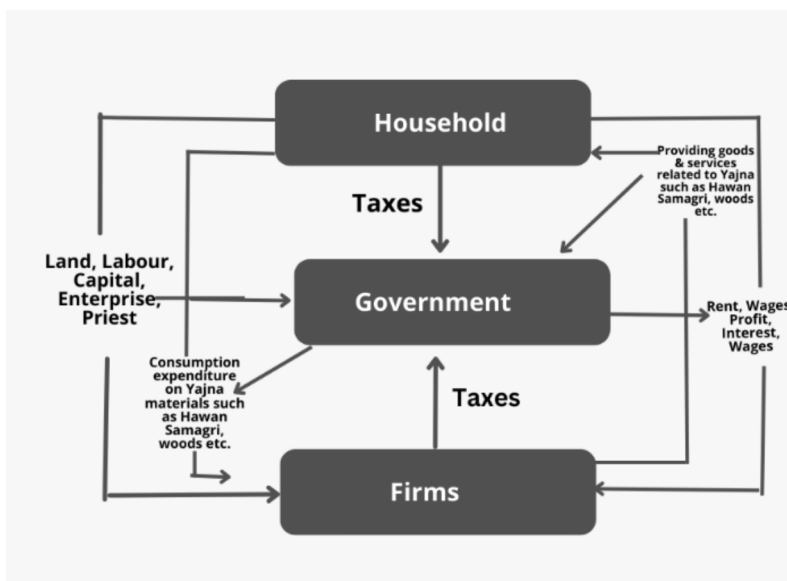 Household
Providing goods
& services
related to Yajna
such as Hawan
Samagri, woods
etc.
Taxes
Land, Labour,
Capital,
Enterprise,
Priest
Government
Rent, Wages
Profit,
Interest,
Wages
Consumption
expenditure
on Yajna
materials such
as Hawan
Samagri,
woods etc.
Taxes
Firms